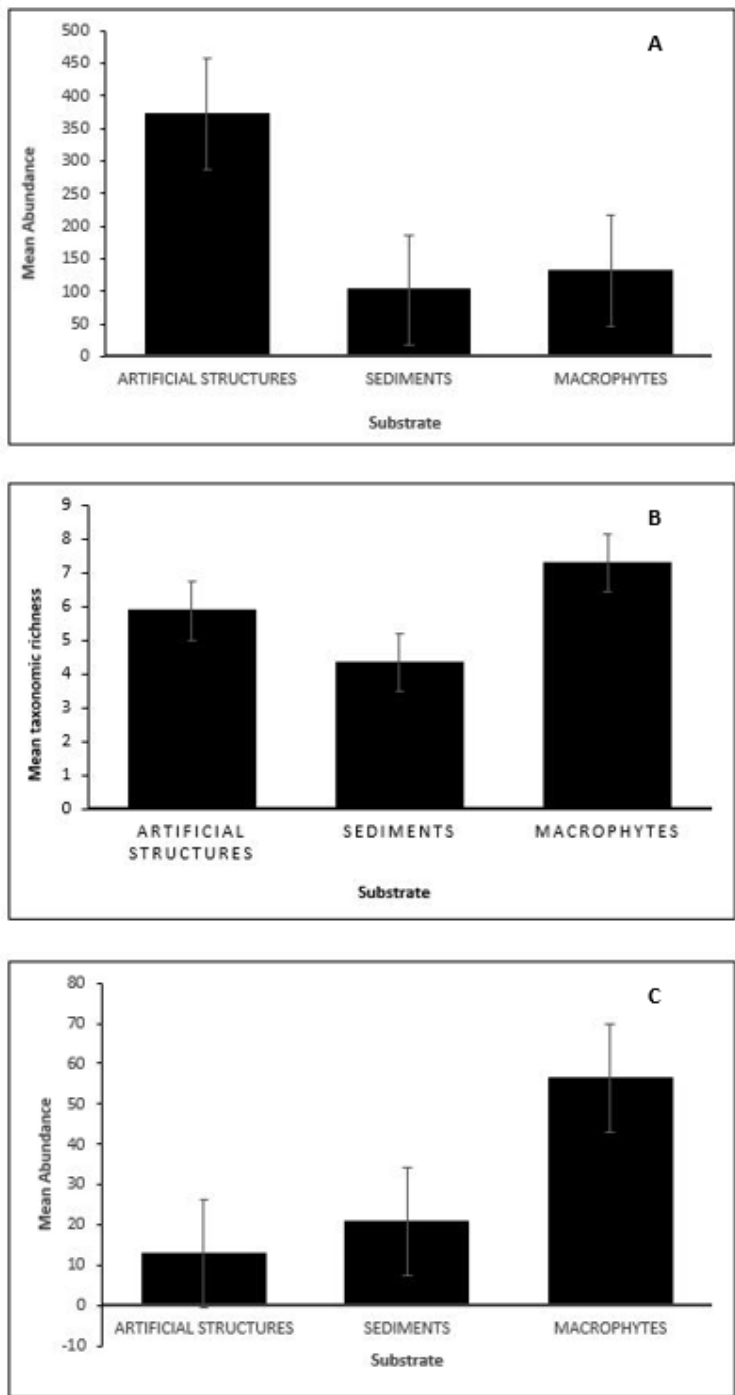 A
500
450
400
350
300
250
200
150
100
50
0
Mean Abundance
ARTIFICIAL STRUCTURES SEDIMENTS MACROPHYTES
Substrate
B
9
8
7
6
5
4
3
2
1
0
Mean taxonomic richness
ARTIFICIAL STRUCTURES SEDIMENTS MACROPHYTES
Substrate
C
80
70
60
50
40
30
20
10
0
-10
Mean Abundance
ARTIFICIAL STRUCTURES SEDIMENTS MACROPHYTES
Substrate